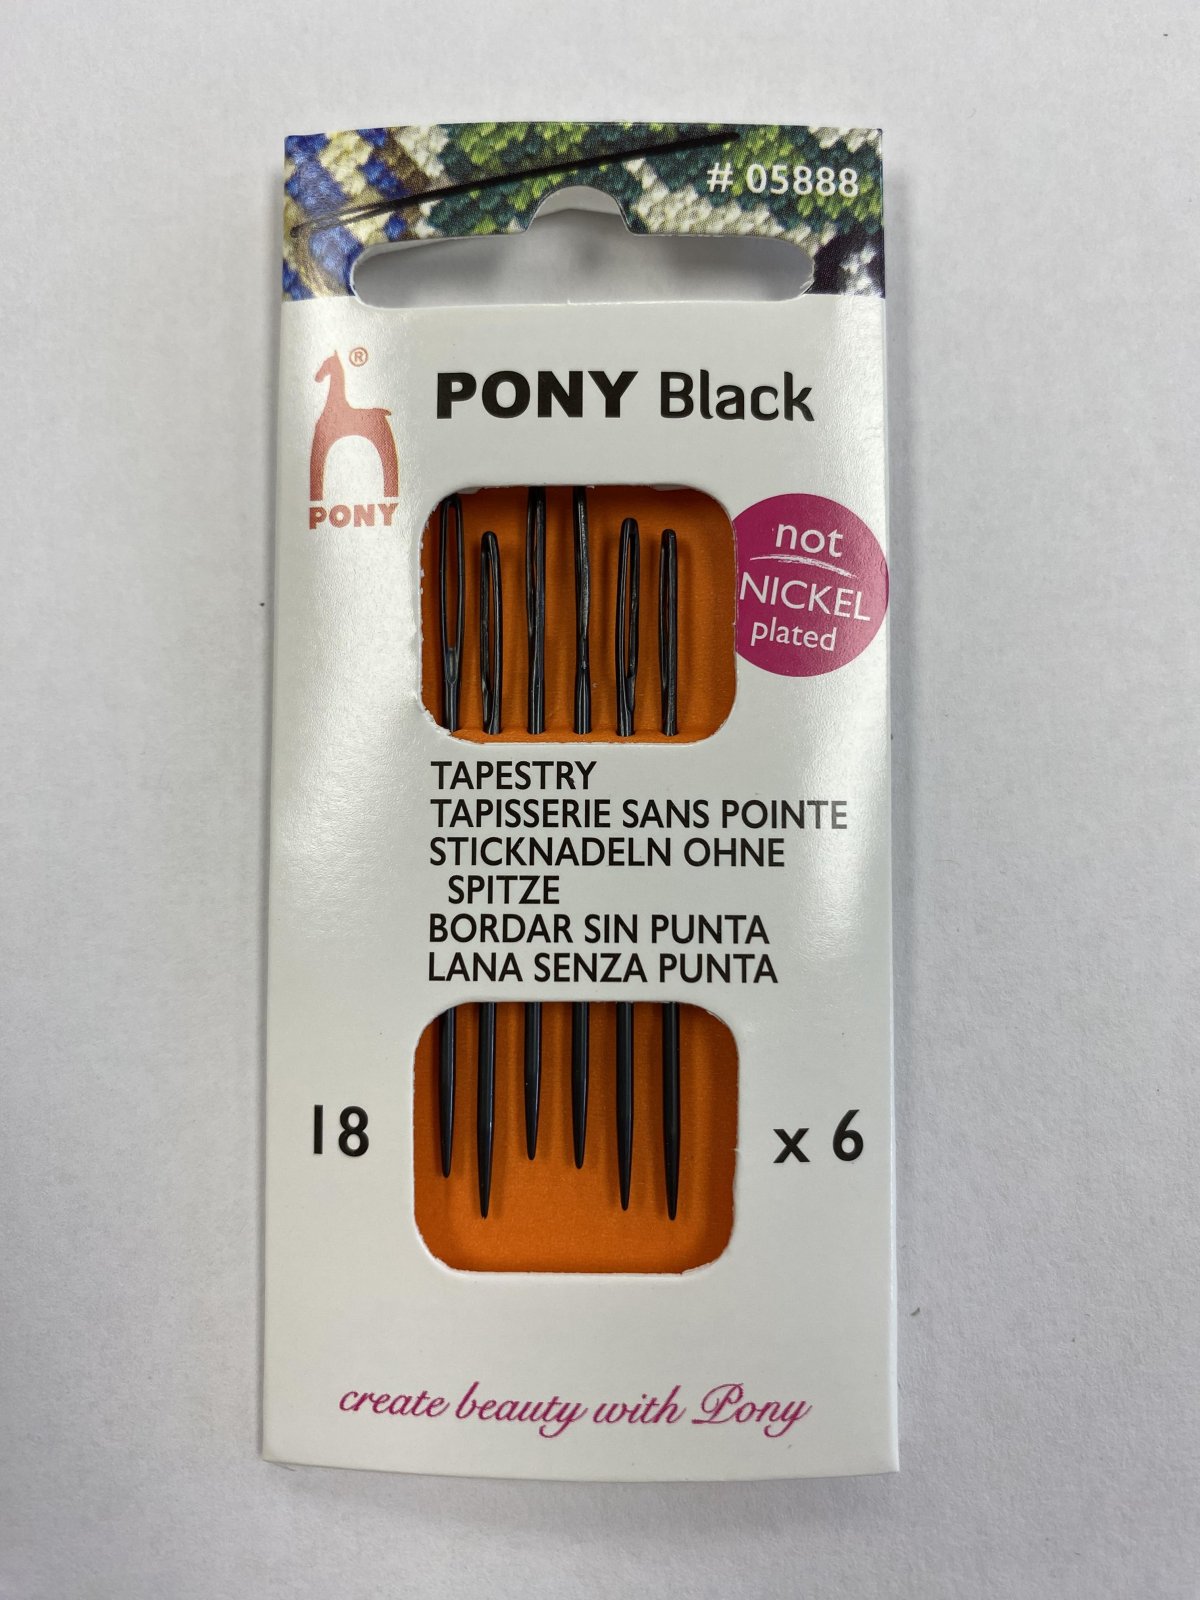 # 05888
®
PONY
PONY Black
not
NICKEL
plated
TAPESTRY
TAPISSERIE SANS POINTE
STICKNADELN OHNE
SPITZE
BORDAR SIN PUNTA
LANA SENZA PUNTA
18
x 6
create beauty with Pony